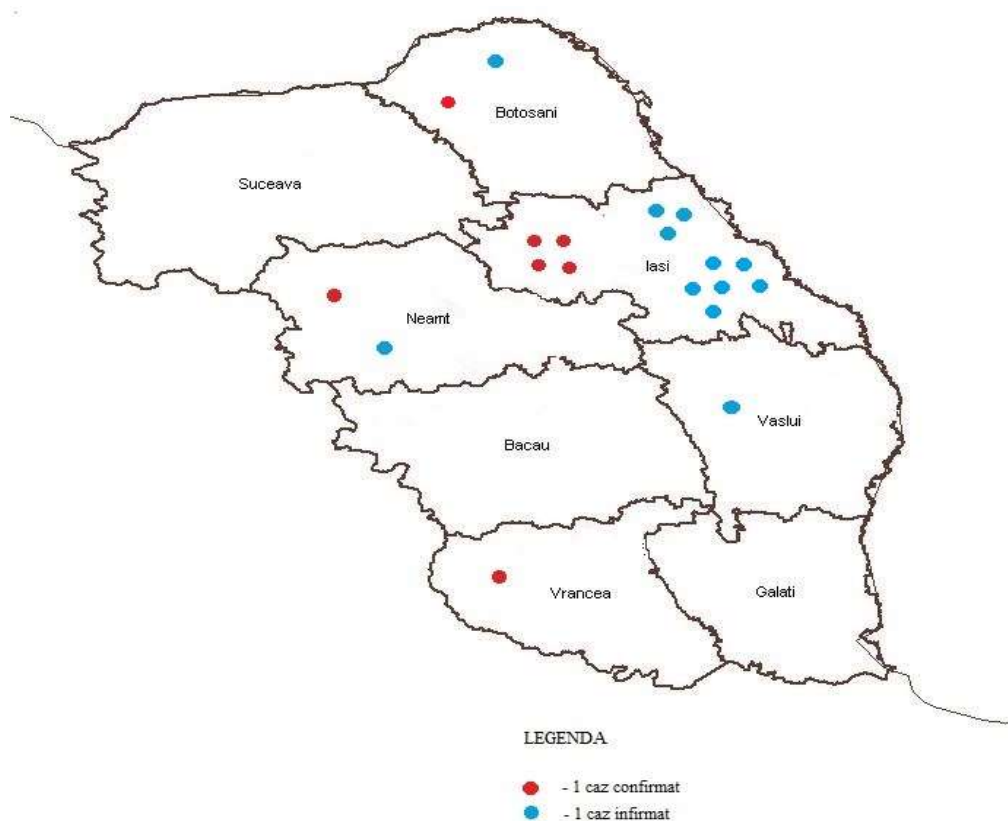 Botosani
Suceava
Iasi
Neamt
Vaslui
Bacau
Vrancea
Galati
LEGENDA
- 1 caz confirmat
- 1 caz infirmat